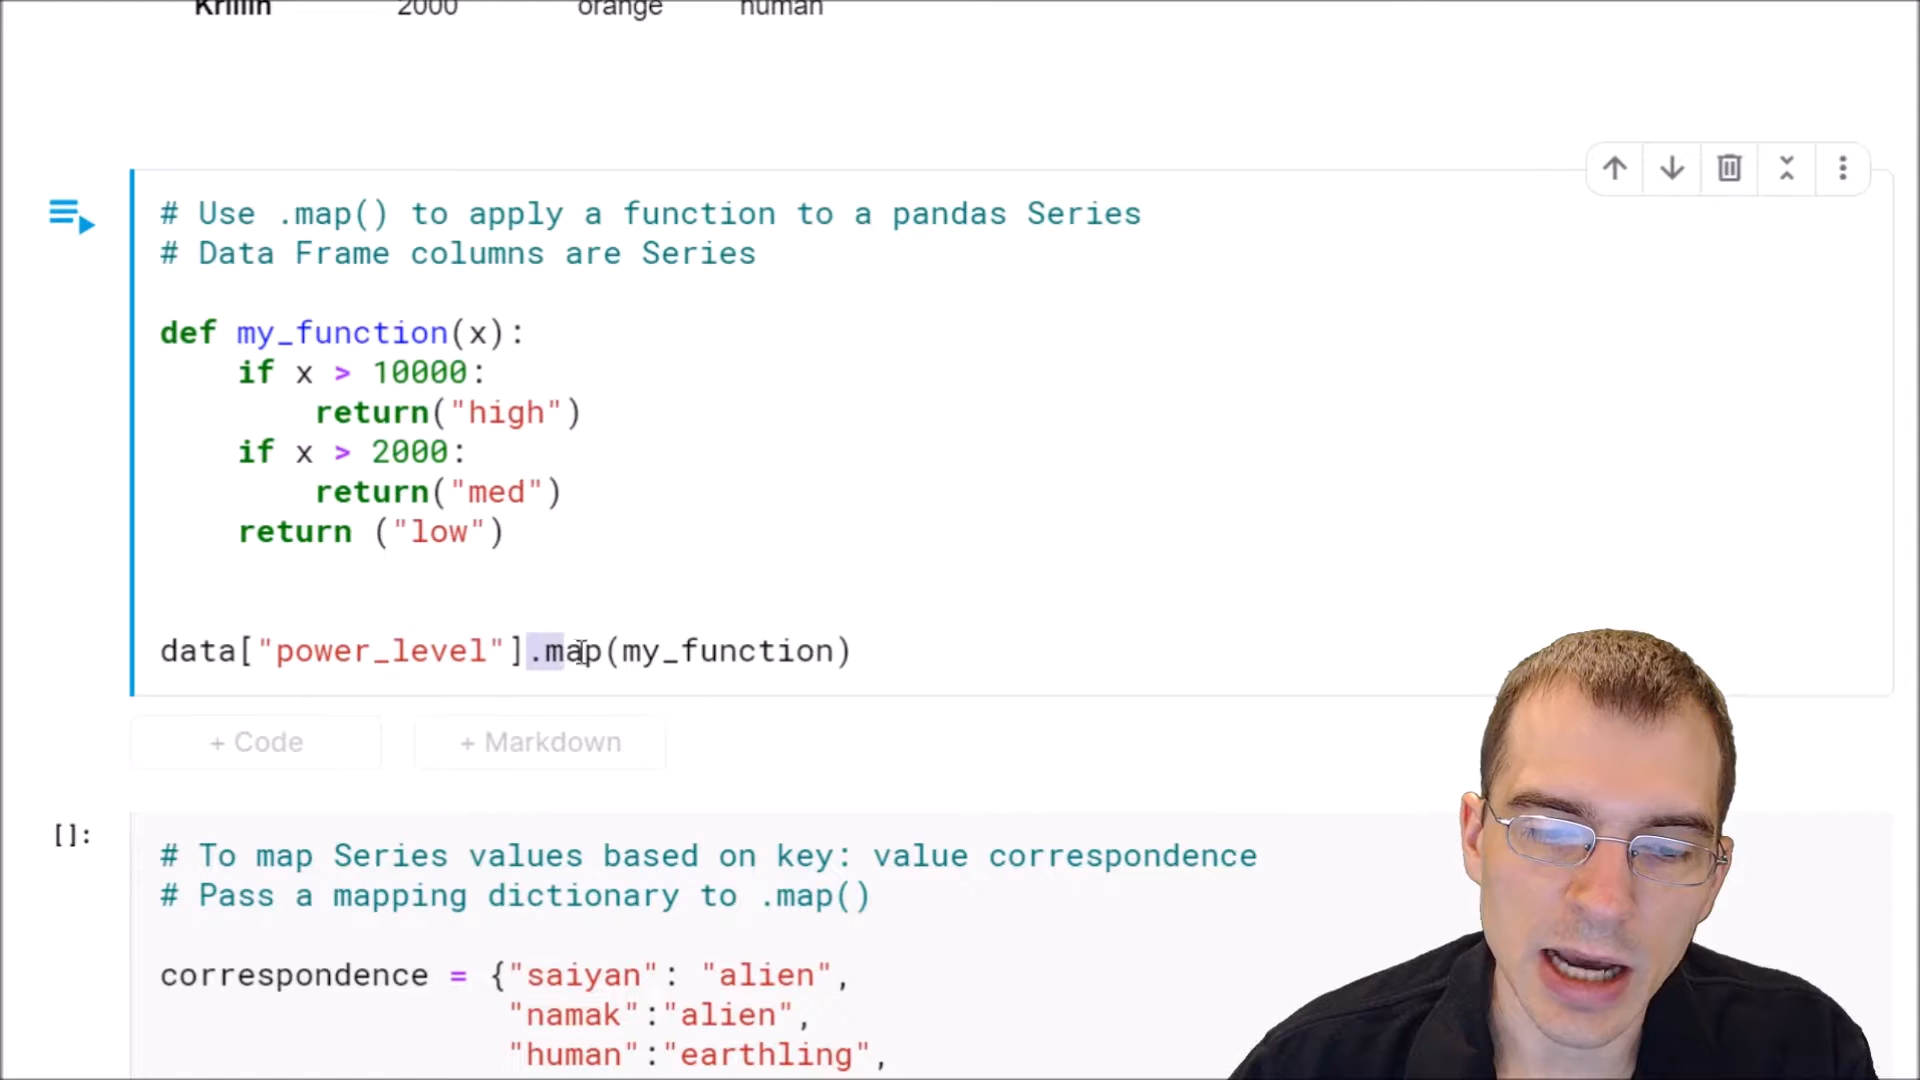 Krillin 2000 orange human
# Use .map() to apply a function to a pandas Series
# Data Frame columns are Series
def my_function(x):
if x > 10000:
return("high")
if x > 2000:
return("med")
return ("low")
data["power_level"].map(my_function)
+ Code + Markdown
[]:
# To map Series values based on key: value correspondence
# Pass a mapping dictionary to .map()
correspondence = {"saiyan": "alien",
"namak":"alien",
"human":"earthling",